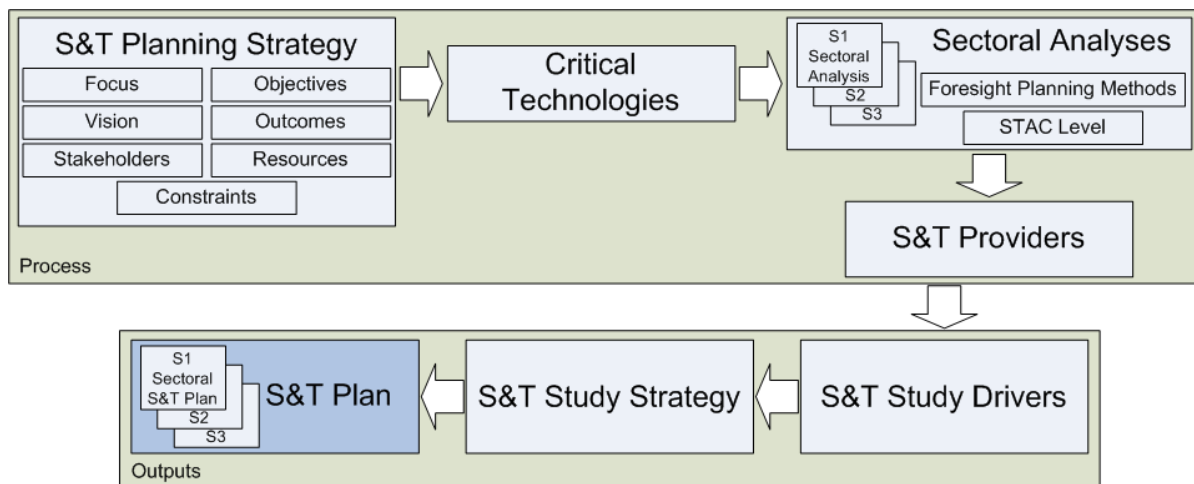 S&T Planning Strategy
Focus
Objectives
Vision
Outcomes
Stakeholders
Resources
Constraints
Critical
Technologies
S1
Sectoral
Analysis
S2
S3
Sectoral Analyses
Foresight Planning Methods
STAC Level
S&T Providers
Process
S1
Sectoral
S&T Plan
S2
S3
S&T Plan
S&T Study Strategy
S&T Study Drivers
Outputs